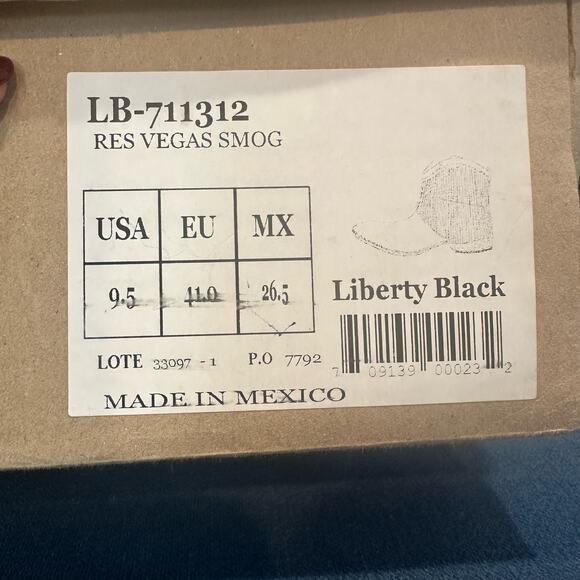 LB-711312
RES VEGAS SMOG
USA EU MX
9.5 41.0 26.5
Liberty Black
LOTE 33097 -1 P.O 7792
7 09139 00023 2
MADE IN MEXICO